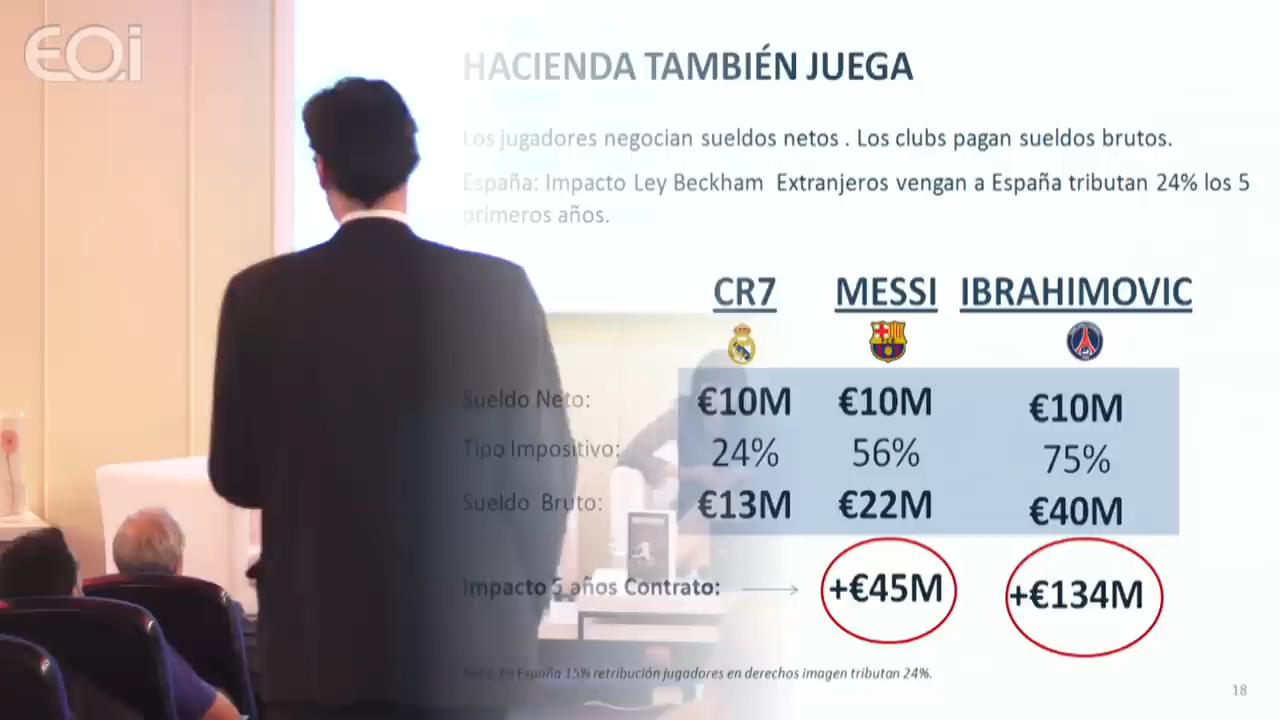 EOi
HACIENDA TAMBIÉN JUEGA
Los jugadores negocian sueldos netos . Los clubs pagan sueldos brutos.
España: Impacto Ley Beckham Extranjeros vengan a España tributan 24% los 5
primeros años.
CR7 MESSI IBRAHIMOVIC
Sueldo Neto: €10M €10M €10M
Tipo Impositivo: 24% 56% 75%
Sueldo Bruto: €13M €22M €40M
Impacto 5 años Contrato: +€45M +€134M
Nota: En España 15% retribución jugadores en derechos imagen tributan 24%.
18